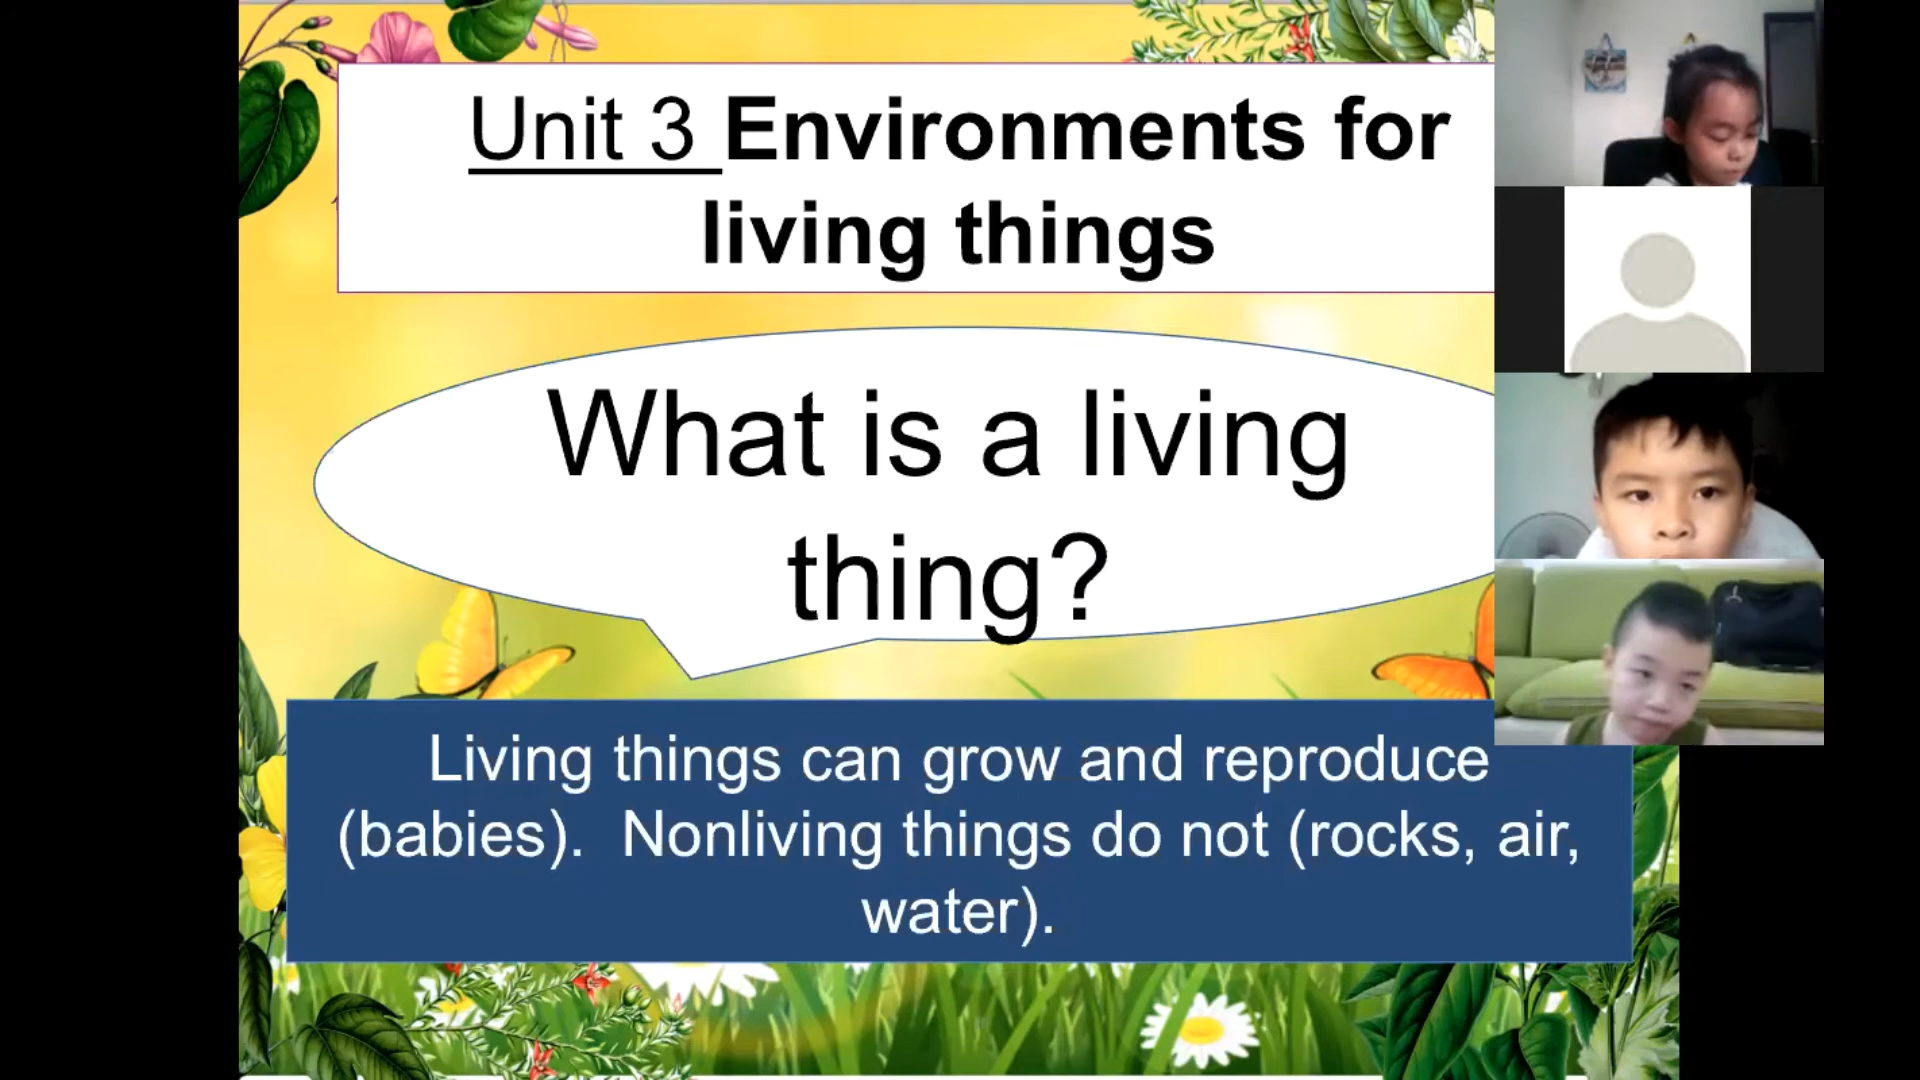 Unit 3 Environments for
living things
What is a living
thing?
Living things can grow and reproduce
(babies). Nonliving things do not (rocks, air,
water).